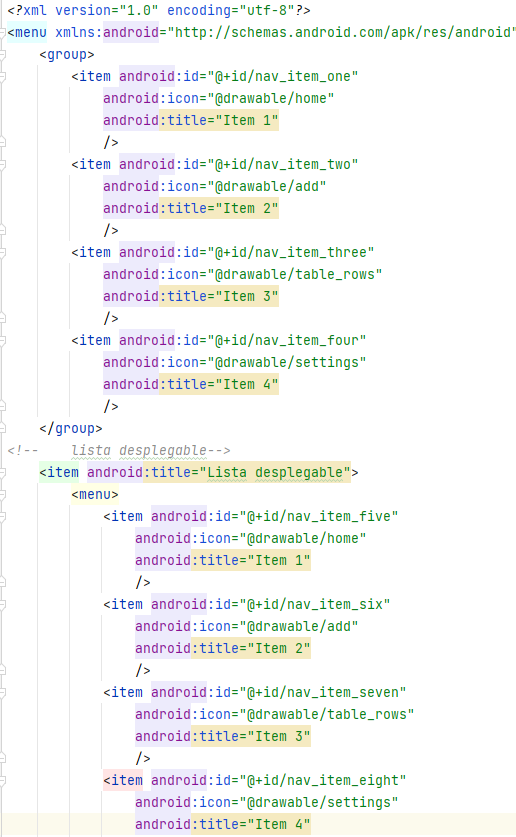 <?xml version="1.0" encoding="utf-8"?>
<menu xmlns:android="http://schemas.android.com/apk/res/android"
    <group>
        <item android:id="@+id/nav_item_one"
            android:icon="@drawable/home"
            android:title="Item 1"
            />
        <item android:id="@+id/nav_item_two"
            android:icon="@drawable/add"
            android:title="Item 2"
            />
        <item android:id="@+id/nav_item_three"
            android:icon="@drawable/table_rows"
            android:title="Item 3"
            />
        <item android:id="@+id/nav_item_four"
            android:icon="@drawable/settings"
            android:title="Item 4"
            />
    </group>
<!--    lista desplegable-->
    <item android:title="Lista desplegable">
        <menu>
            <item android:id="@+id/nav_item_five"
                android:icon="@drawable/home"
                android:title="Item 1"
                />
            <item android:id="@+id/nav_item_six"
                android:icon="@drawable/add"
                android:title="Item 2"
                />
            <item android:id="@+id/nav_item_seven"
                android:icon="@drawable/table_rows"
                android:title="Item 3"
                />
            <item android:id="@+id/nav_item_eight"
                android:icon="@drawable/settings"
                android:title="Item 4"